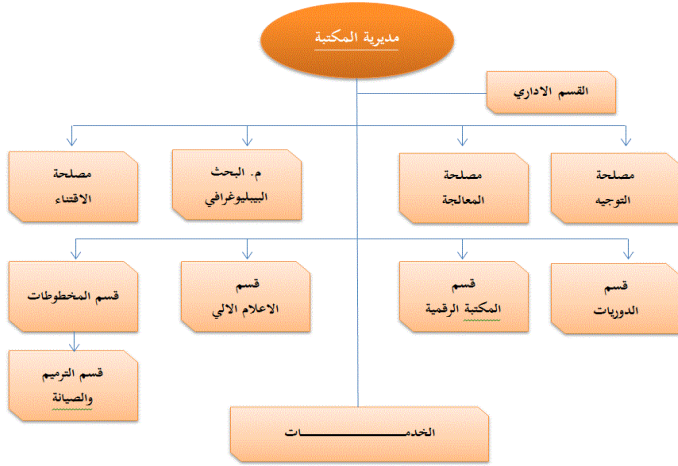 مديرية المكتبة
القسم الاداري
مصلحة
التوجيه
مصلحة
المعالجة
م. البحث
البيبليوغرافي
مصلحة
الاقتناء
قسم
الدوريات
قسم
المكتبة الرقمية
قسم
الاعلام الالي
قسم المخطوطات
قسم الترميم
والصيانة
الخدمــــــــــــــــات